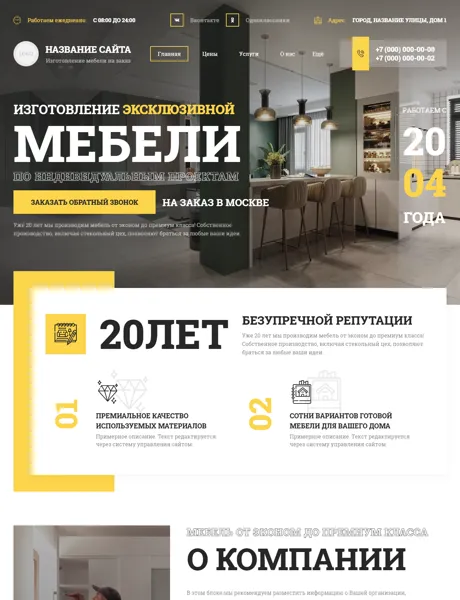 Работаем ежедневно: С 08:00 ДО 24:00
Вконтакте
Одноклассники
Адрес: ГОРОД, НАЗВАНИЕ УЛИЦЫ, ДОМ 1
НАЗВАНИЕ САЙТА
Изготовление мебели на заказ
Главная Цены Услуги О нас Ещё
+7 (000) 000-00-09
+7 (000) 000-00-02
ИЗГОТОВЛЕНИЕ ЭКСКЛЮЗИВНОЙ
МЕБЕЛИ
ПО ИНДИВИДУАЛЬНЫМ ПРОЕКТАМ
ЗАКАЗАТЬ ОБРАТНЫЙ ЗВОНОК
НА ЗАКАЗ В МОСКВЕ
Уже 20 лет мы производим мебель от эконом до премиум класса! Собственное
производство, включая стекольный цех, позволяет браться за любые ваши идеи.
РАБОТАЕМ С
20
04
ГОДА
20ЛЕТ
БЕЗУПРЕЧНОЙ РЕПУТАЦИИ
Уже 20 лет мы производим мебель от эконом до премиум класса!
Собственное производство, включая стекольный цех, позволяет
браться за любые ваши идеи.
01
ПРЕМИАЛЬНОЕ КАЧЕСТВО
ИСПОЛЬЗУЕМЫХ МАТЕРИАЛОВ
Примерное описание. Текст редактируется
через систему управления сайтом.
02
СОТНИ ВАРИАНТОВ ГОТОВОЙ
МЕБЕЛИ ДЛЯ ВАШЕГО ДОМА
Примерное описание. Текст редактируется
через систему управления сайтом.
МЕБЕЛЬ ОТ ЭКОНОМ ДО ПРЕМИУМ КЛАССА
О КОМПАНИИ
В этом блоке мы рекомендуем разместить информацию о Вашей организации,